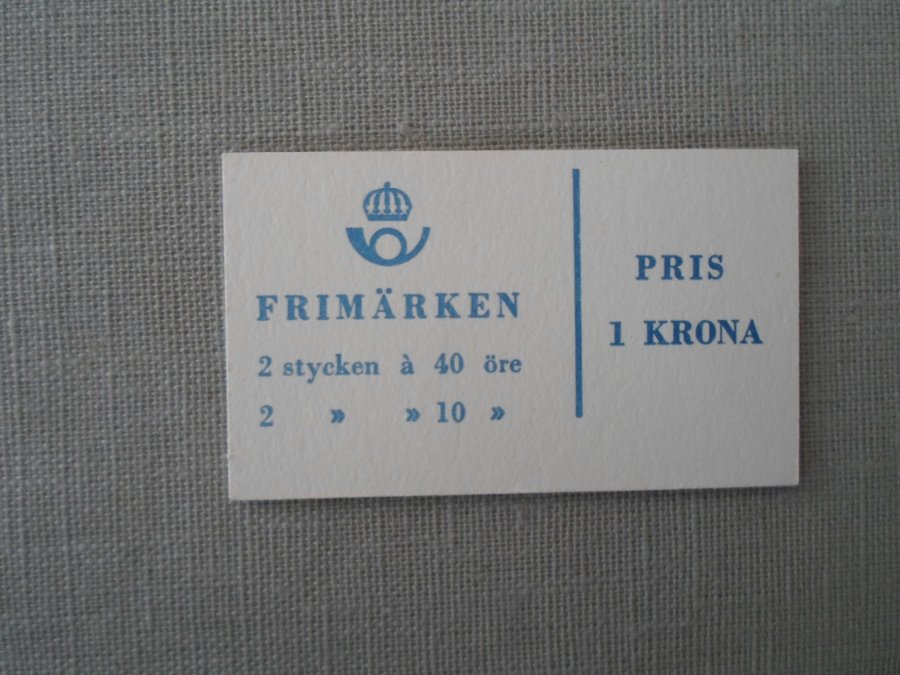 FRIMÄRKEN
2 stycken à 40 öre
2 » » 10 »
PRIS
1 KRONA